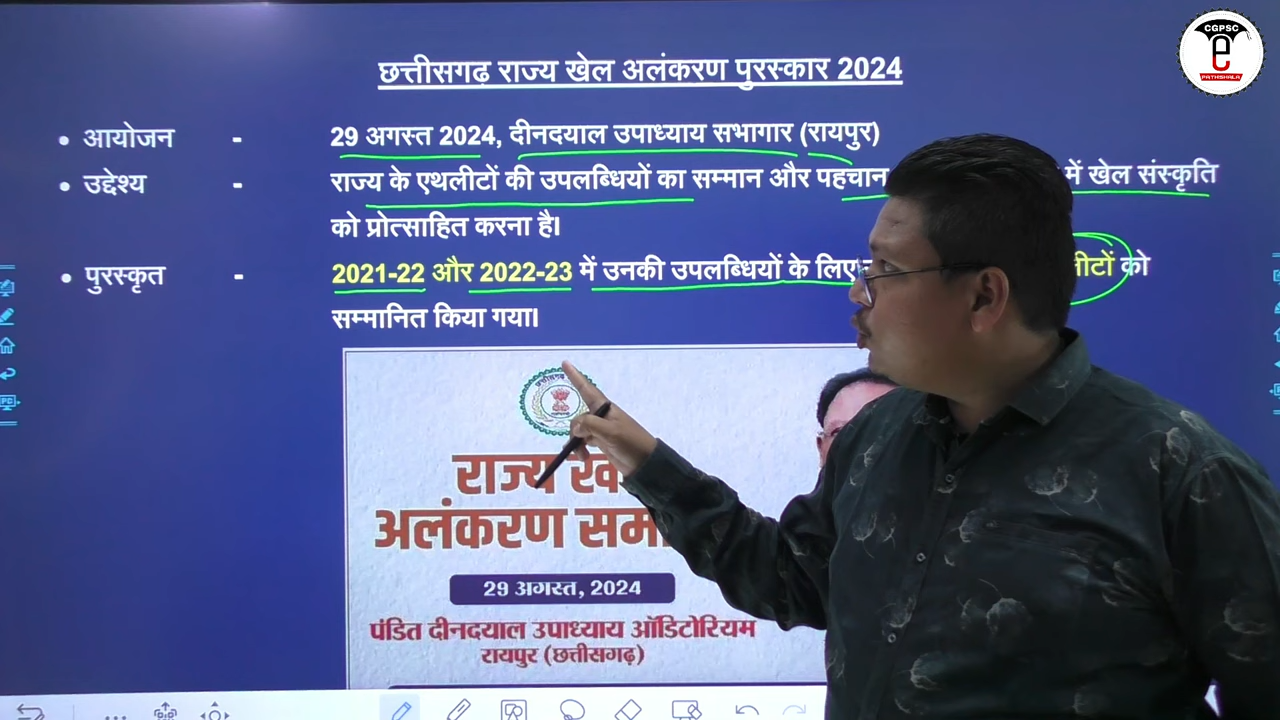 CGPSC
e
PATHSHALA
छत्तीसगढ राज्य खेल अलंकरण पुरस्कार 2024
• आयोजन - 29 अगस्त 2024, दीनदयाल उपाध्याय सभागार (रायपुर)
• उद्देश्य - राज्य के एथलीटों की उपलब्धियों का सम्मान और पहचान में खेल संस्कृति
को प्रोत्साहित करना है।
• पुरस्कृत - 2021-22 और 2022-23 में उनकी उपलब्धियों के लिए को
सम्मानित किया गया।
राज्य
अलंकरण
29 अगस्त, 2024
पंडित दीनदयाल उपाध्याय ऑडिटोरियम
रायपुर (छत्तीसगढ़)